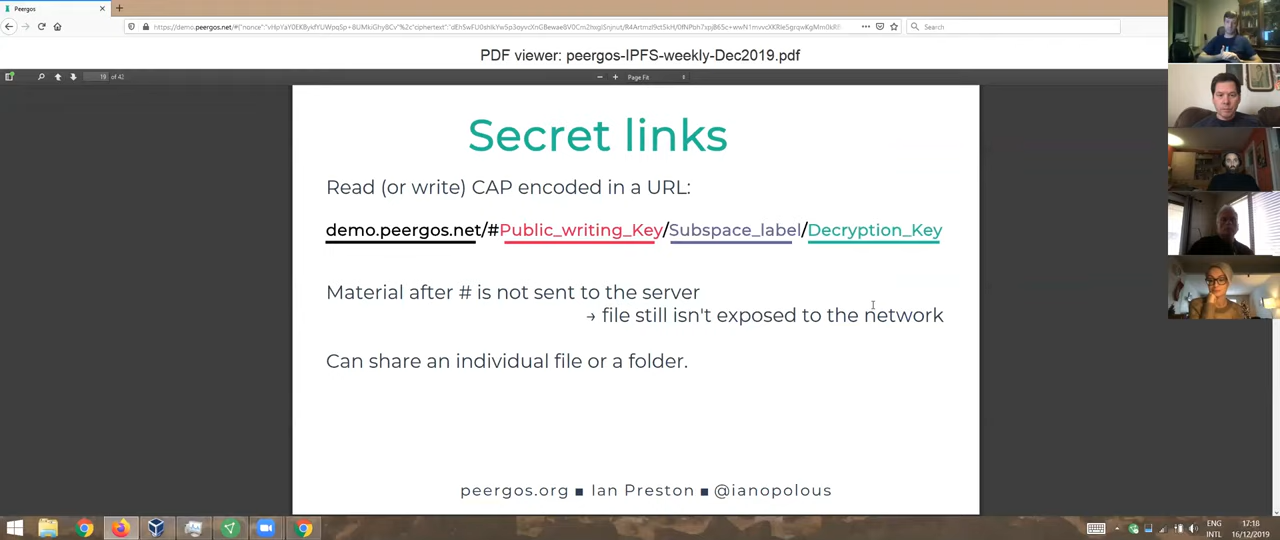 Peergos
Search
PDF viewer: peergos-IPFS-weekly-Dec2019.pdf
19 of 42
Page Fit
Secret links
Read (or write) CAP encoded in a URL:
demo.peergos.net/#Public_writing_Key/Subspace_label/Decryption_Key
Material after # is not sent to the server
→ file still isn't exposed to the network
Can share an individual file or a folder.
peergos.org ■ Ian Preston ■ @ianopolous
ENG 17:18
INTL 16/12/2019